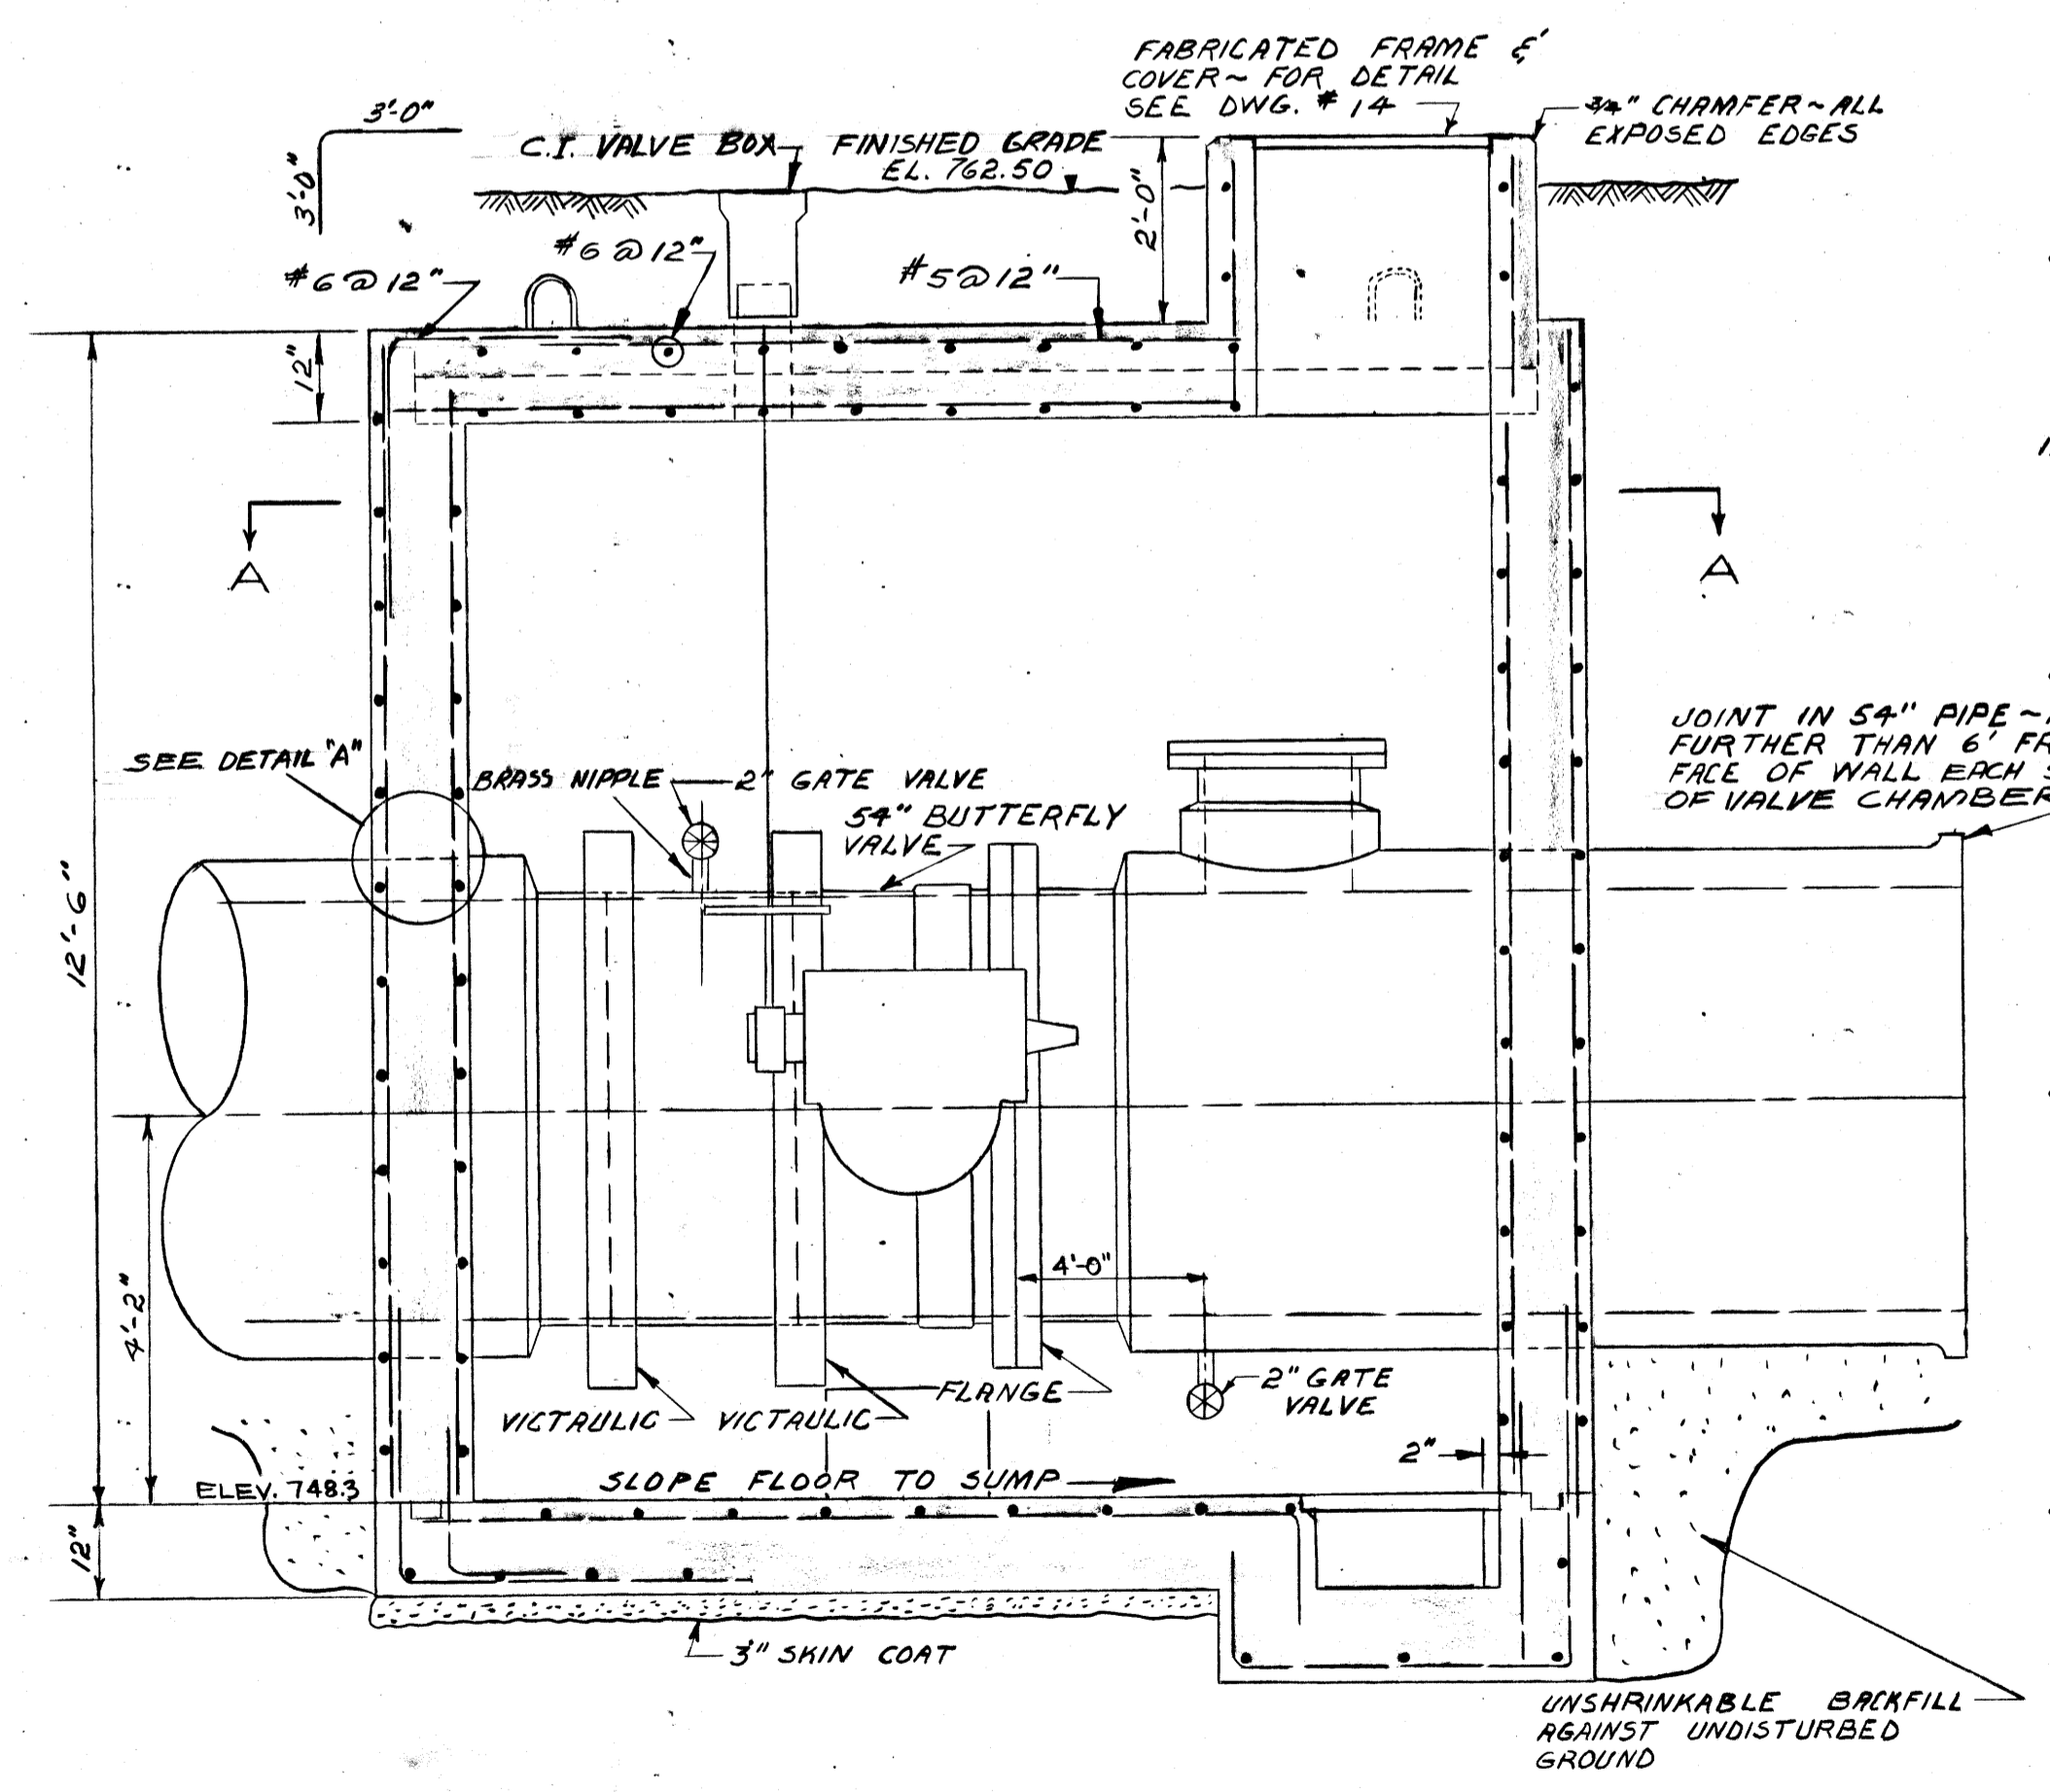 FABRICATED FRAME &
COVER~ FOR DETAIL
SEE DWG. # 14
3/4" CHAMFER~ALL
EXPOSED EDGES
3'-0"
3'-0"
C.I. VALVE BOX
FINISHED GRADE
EL. 762.50
2'-0"
#6 @ 12"
#6 @ 12"
#5 @ 12"
12"
A
A
12'-6"
SEE DETAIL "A"
BRASS NIPPLE
2" GATE VALVE
54" BUTTERFLY
VALVE
JOINT IN 54" PIPE~
FURTHER THAN 6'
FACE OF WALL EACH
OF VALVE CHAMBER
4'-2"
4'-0"
VICTAULIC
VICTAULIC
FLANGE
2" GATE
VALVE
2"
ELEV. 748.3
SLOPE FLOOR TO SUMP
12"
3" SKIN COAT
UNSHRINKABLE BACKFILL
AGAINST UNDISTURBED
GROUND